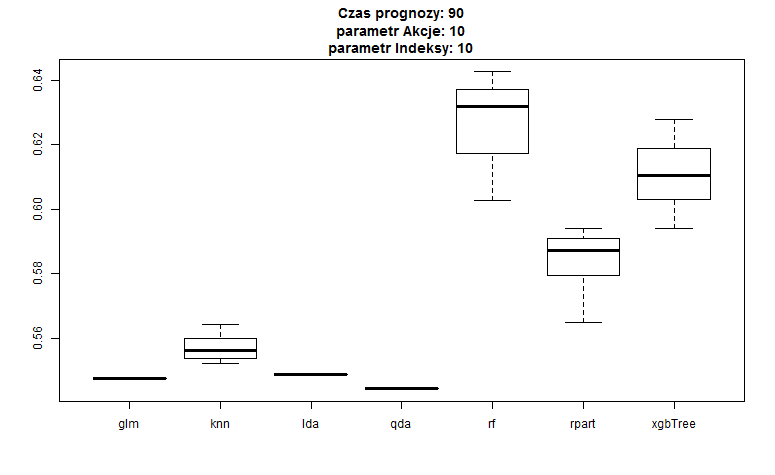 Czas prognozy: 90
parametr Akcje: 10
parametr Indeksy: 10
0.64
0.62
0.60
0.58
0.56
glm knn lda qda rf rpart xgbTree